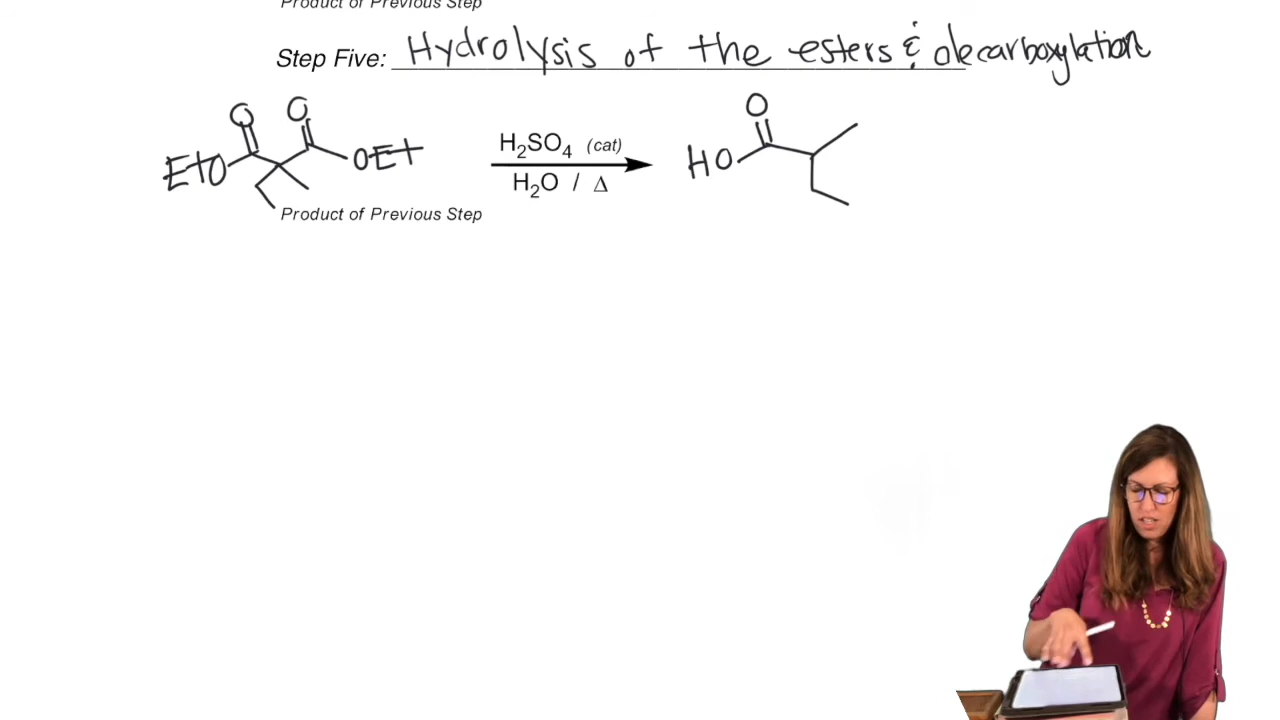 Product of Previous Step
Step Five: Hydrolysis of the esters & decarboxylation
O O O
EtO OEt H₂SO₄ (cat) HO
H₂O / Δ
Product of Previous Step